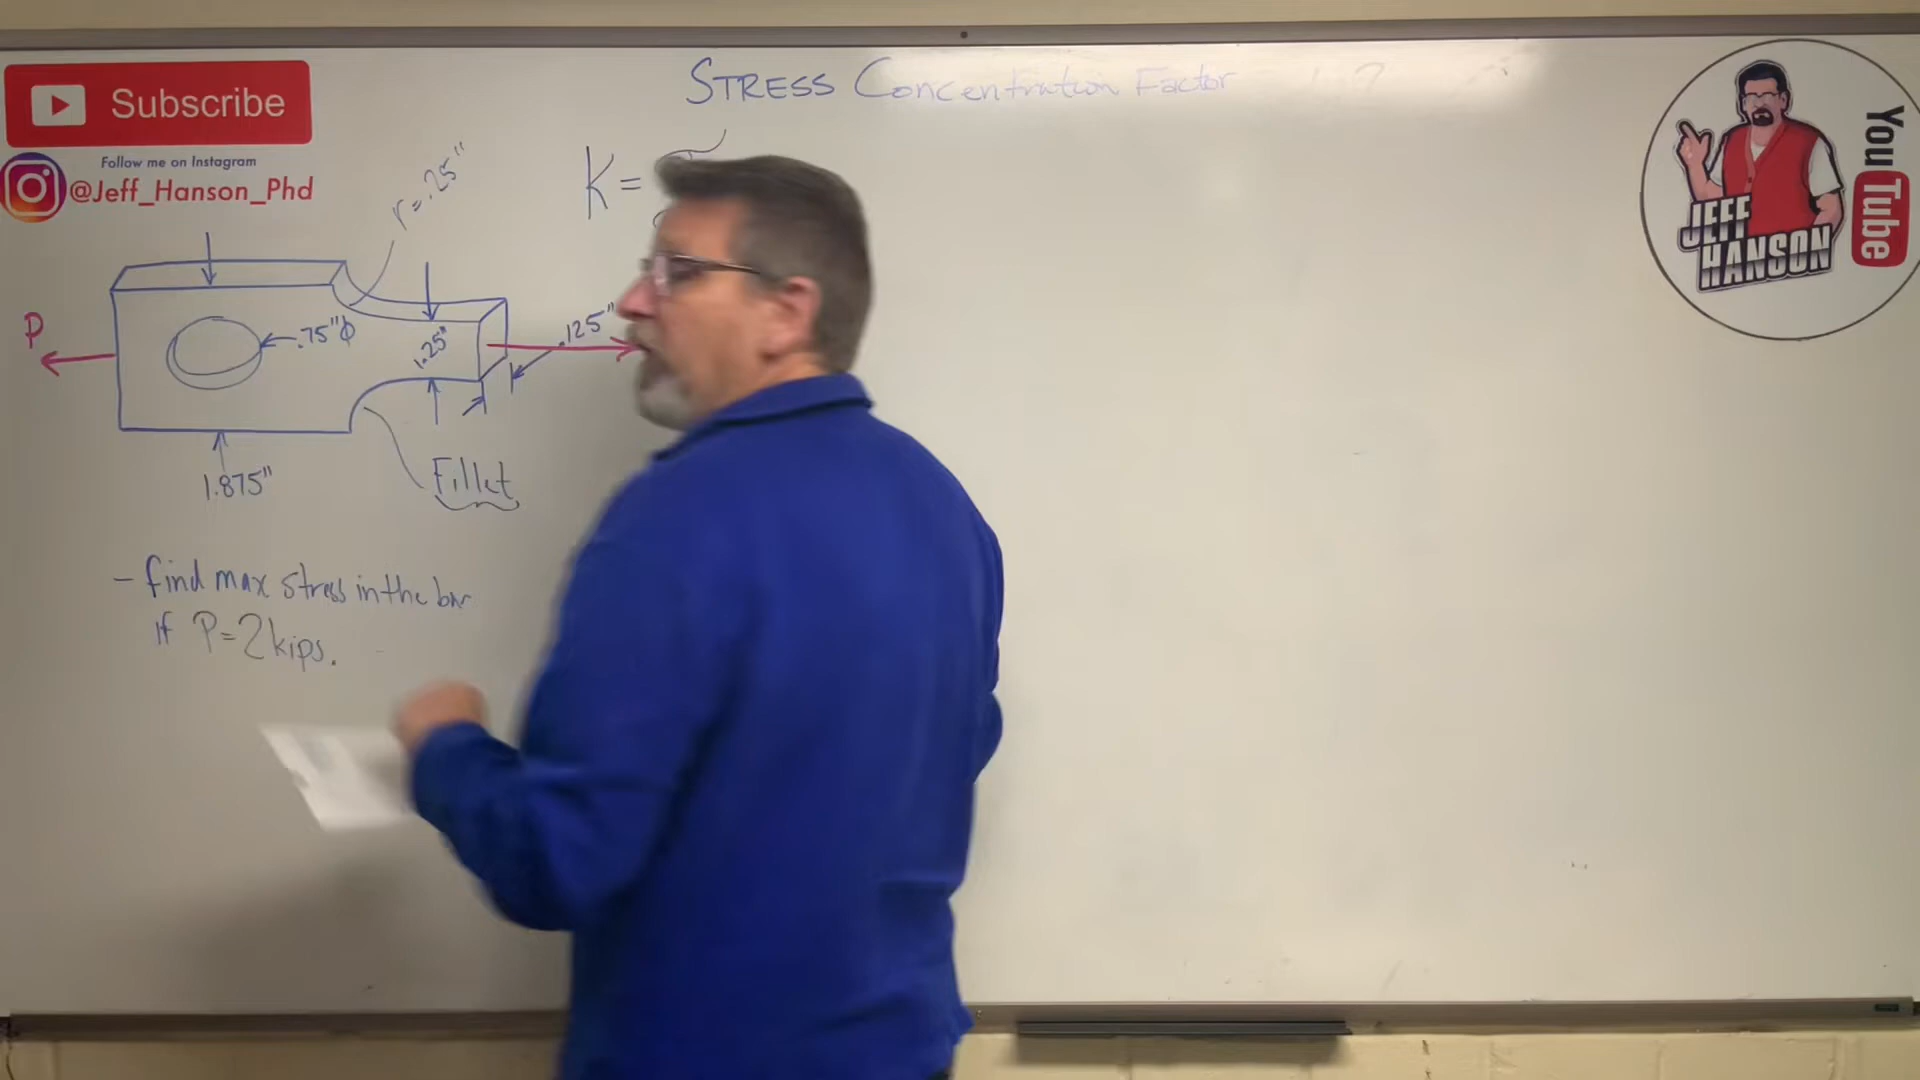 STRESS Concentration Factor
Subscribe
Follow me on Instagram
@Jeff_Hanson_Phd
r=.25"
K=
P
.75"φ
1.25"
.125"
1.875"
Fillet
- find max stress in the bar
if P=2kips.
JEFF
HANSON
YouTube